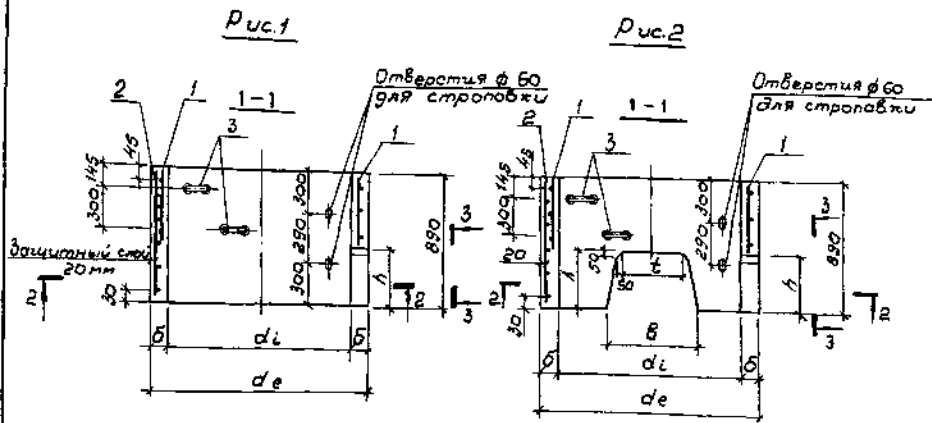 Рис.1
Отверстия ф 60
для строповки
1-1
2
1
3
1
45
145
300
300
290
300
890
h
3
3
Защитный слой
20 мм
30
2
2
б
di
б
de
Рис.2
Отверстия ф 60
для строповки
1-1
2
1
3
1
45
145
300
20
30
300
290
890
h
50
50
t
h
в
3
3
2
2
б
di
б
de